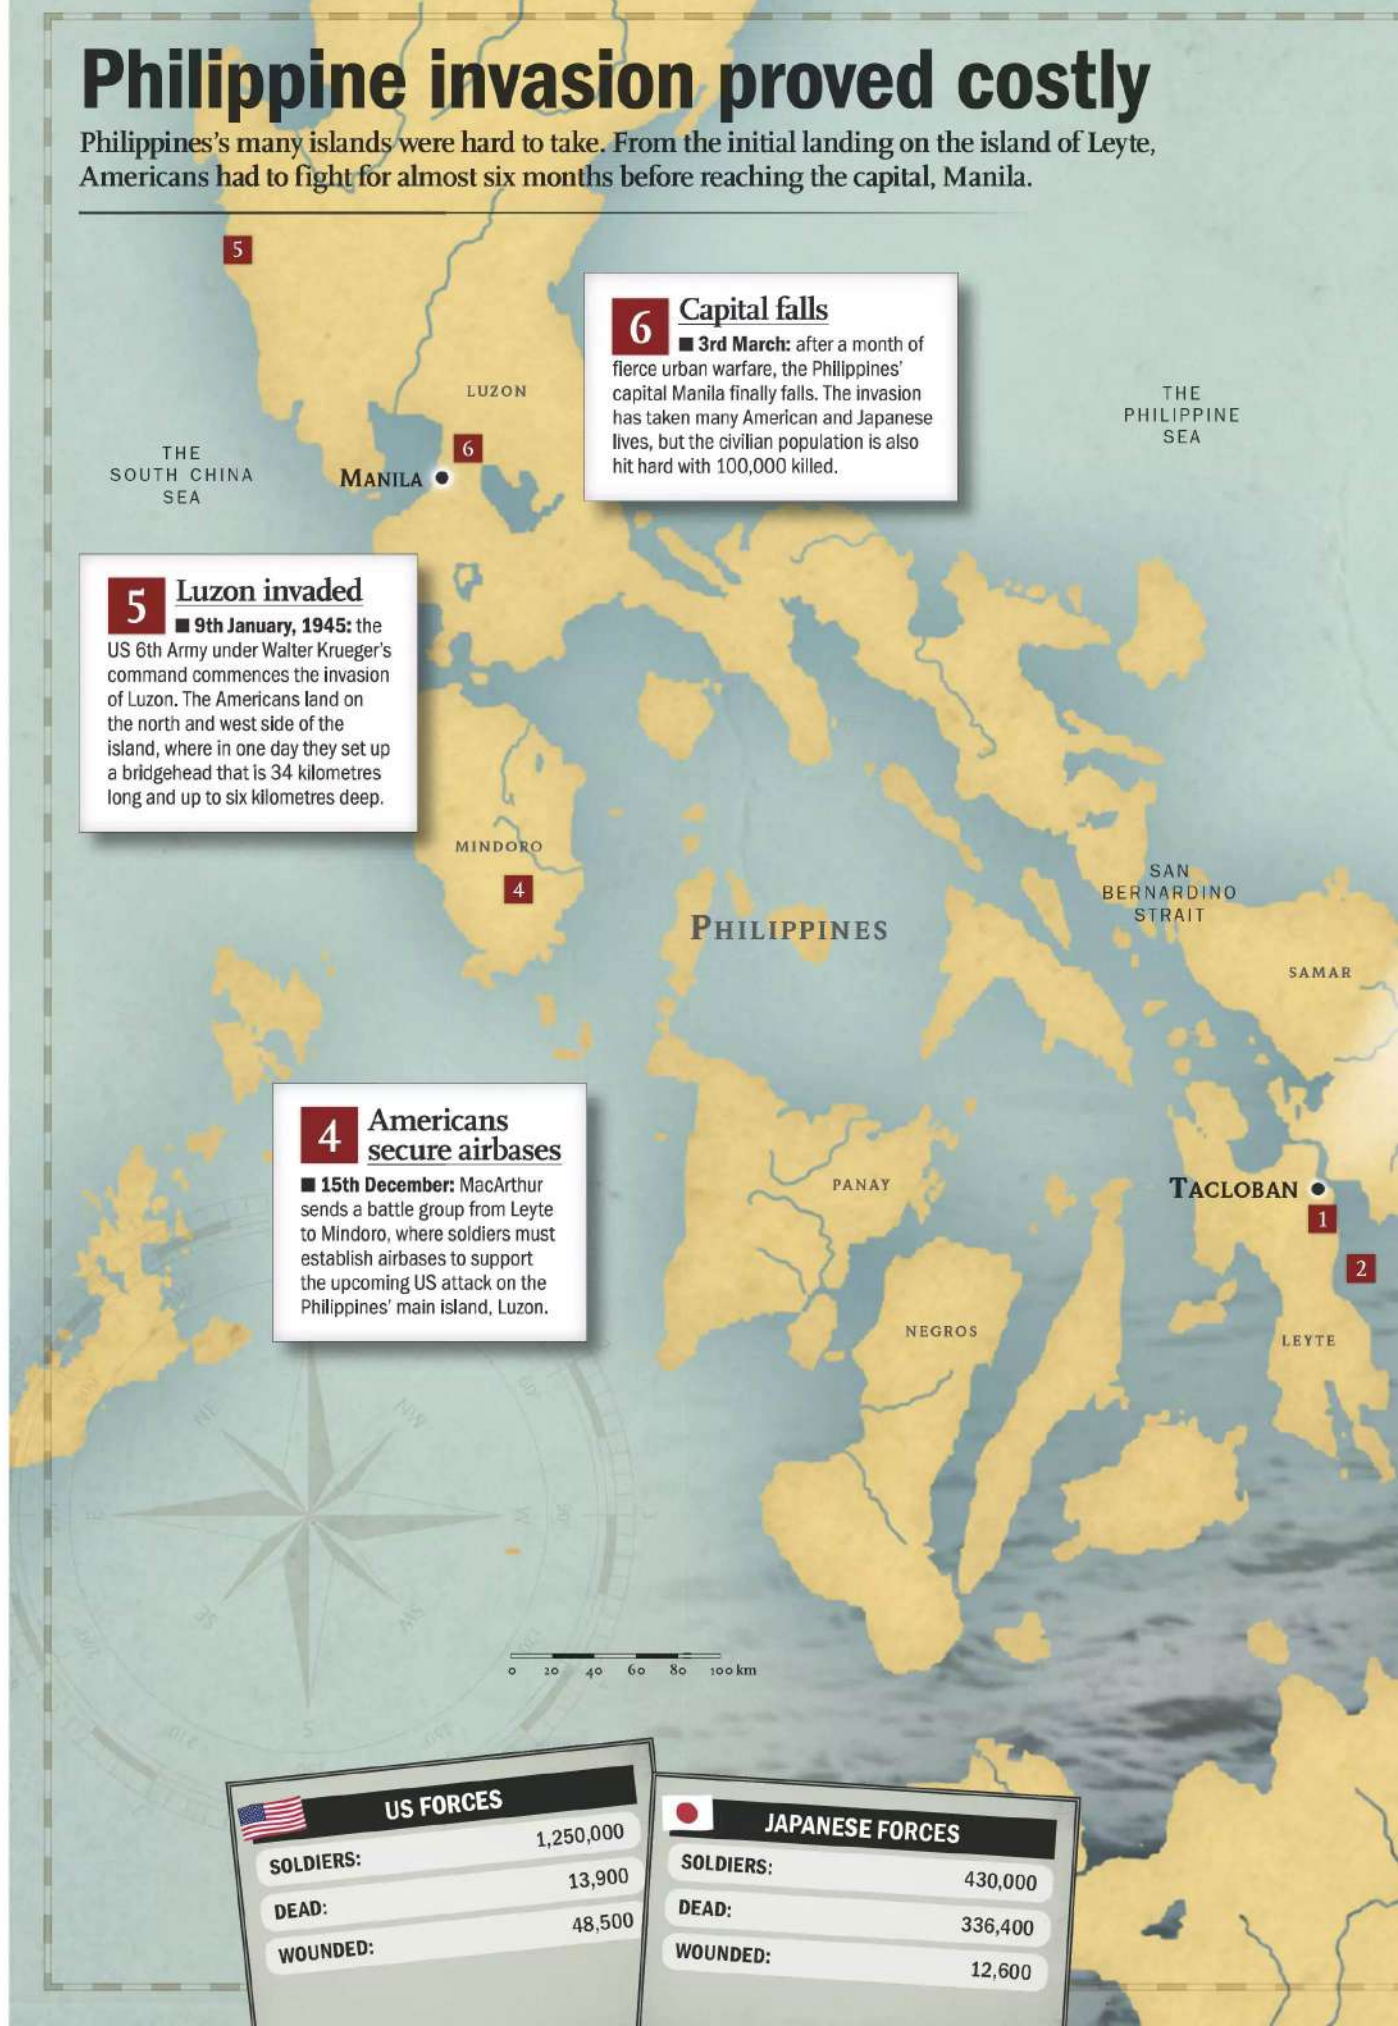 Philippine invasion proved costly
Philippines's many islands were hard to take. From the initial landing on the island of Leyte,
Americans had to fight for almost six months before reaching the capital, Manila.
5
6
Capital falls
■ 3rd March: after a month of
fierce urban warfare, the Philippines'
capital Manila finally falls. The invasion
has taken many American and Japanese
lives, but the civilian population is also
hit hard with 100,000 killed.
LUZON
THE
PHILIPPINE
SEA
THE
SOUTH CHINA
SEA
6
MANILA
5
Luzon invaded
■ 9th January, 1945: the
US 6th Army under Walter Krueger's
command commences the invasion
of Luzon. The Americans land on
the north and west side of the
island, where in one day they set up
a bridgehead that is 34 kilometres
long and up to six kilometres deep.
MINDORO
4
SAN
BERNARDINO
STRAIT
PHILIPPINES
SAMAR
4
Americans
secure airbases
■ 15th December: MacArthur
sends a battle group from Leyte
to Mindoro, where soldiers must
establish airbases to support
the upcoming US attack on the
Philippines' main island, Luzon.
PANAY
TACLOBAN
1
2
NEGROS
LEYTE
NE
NW
E
W
SE
SW
S
0 20 40 60 80 100 km
US FORCES
SOLDIERS: 1,250,000
DEAD: 13,900
WOUNDED: 48,500
JAPANESE FORCES
SOLDIERS: 430,000
DEAD: 336,400
WOUNDED: 12,600